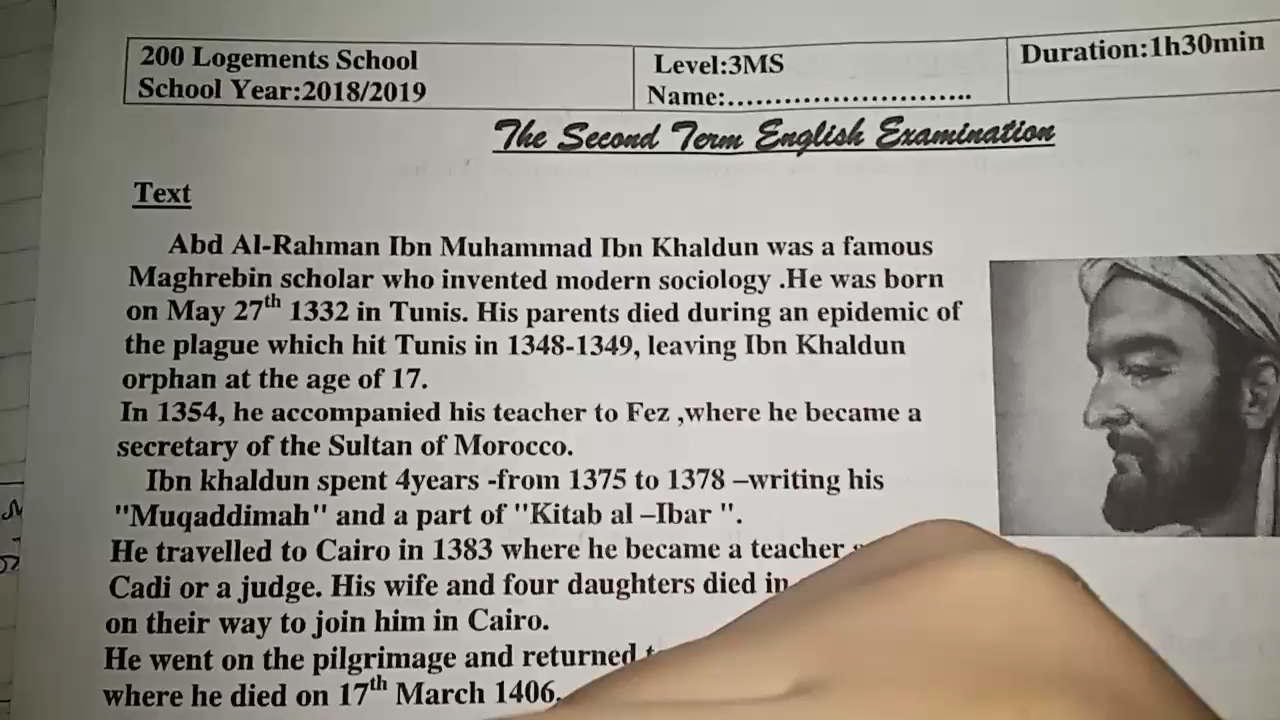 200 Logements School
School Year:2018/2019
Level:3MS
Name:..............................
Duration:1h30min
The Second Term English Examination
Text
Abd Al-Rahman Ibn Muhammad Ibn Khaldun was a famous
Maghrebin scholar who invented modern sociology .He was born
on May 27th 1332 in Tunis. His parents died during an epidemic of
the plague which hit Tunis in 1348-1349, leaving Ibn Khaldun
orphan at the age of 17.
In 1354, he accompanied his teacher to Fez ,where he became a
secretary of the Sultan of Morocco.
Ibn khaldun spent 4years -from 1375 to 1378 –writing his
"Muqaddimah" and a part of "Kitab al –Ibar ".
He travelled to Cairo in 1383 where he became a teacher
Cadi or a judge. His wife and four daughters died in
on their way to join him in Cairo.
He went on the pilgrimage and returned
where he died on 17th March 1406.